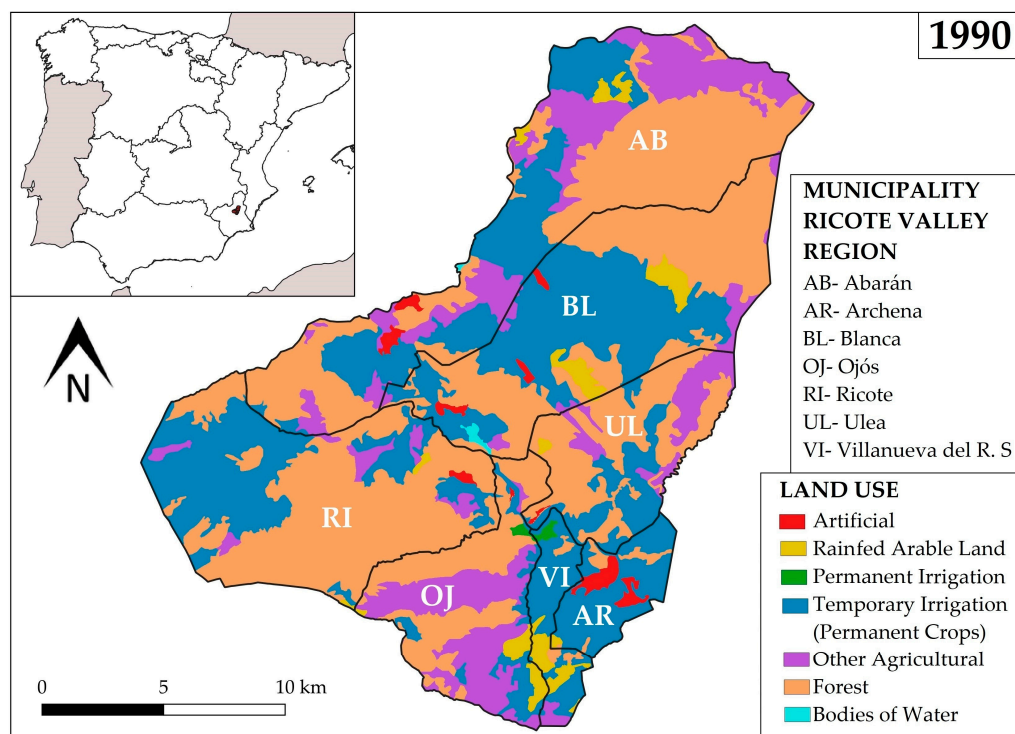 1990
AB
BL
UL
RI
VI
OJ
AR
N
0 5 10 km
MUNICIPALITY
RICOTE VALLEY
REGION
AB- Abarán
AR- Archena
BL- Blanca
OJ- Ojós
RI- Ricote
UL- Ulea
VI- Villanueva del R. S
LAND USE
Artificial
Rainfed Arable Land
Permanent Irrigation
Temporary Irrigation
(Permanent Crops)
Other Agricultural
Forest
Bodies of Water